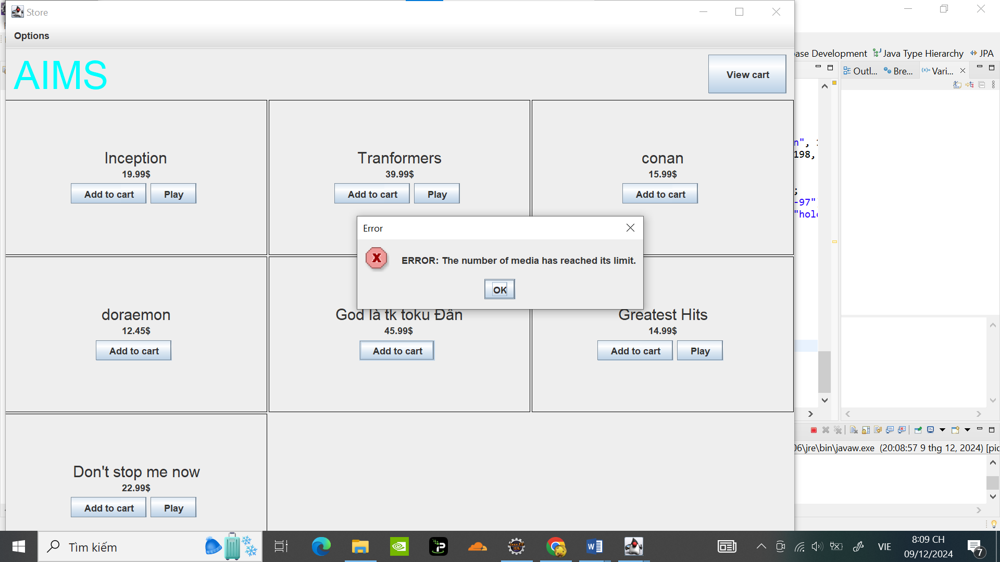 Store
Options
AIMS
View cart
Inception
19.99$
Add to cart
Play
Tranformers
39.99$
Add to cart
Play
conan
15.99$
Add to cart
Error
ERROR: The number of media has reached its limit.
OK
doraemon
12.45$
Add to cart
God là tk toku Đần
45.99$
Add to cart
Greatest Hits
14.99$
Add to cart
Play
Don't stop me now
22.99$
Add to cart
Play
ase Development
Java Type Hierarchy
JPA
Outl...
Bre...
Vari...
n",
198,
;
-97"
"hol
06\jre\bin\javaw.exe (20:08:57 9 thg 12, 2024) [pic
Tìm kiếm
VIE
8:09 CH
09/12/2024
7